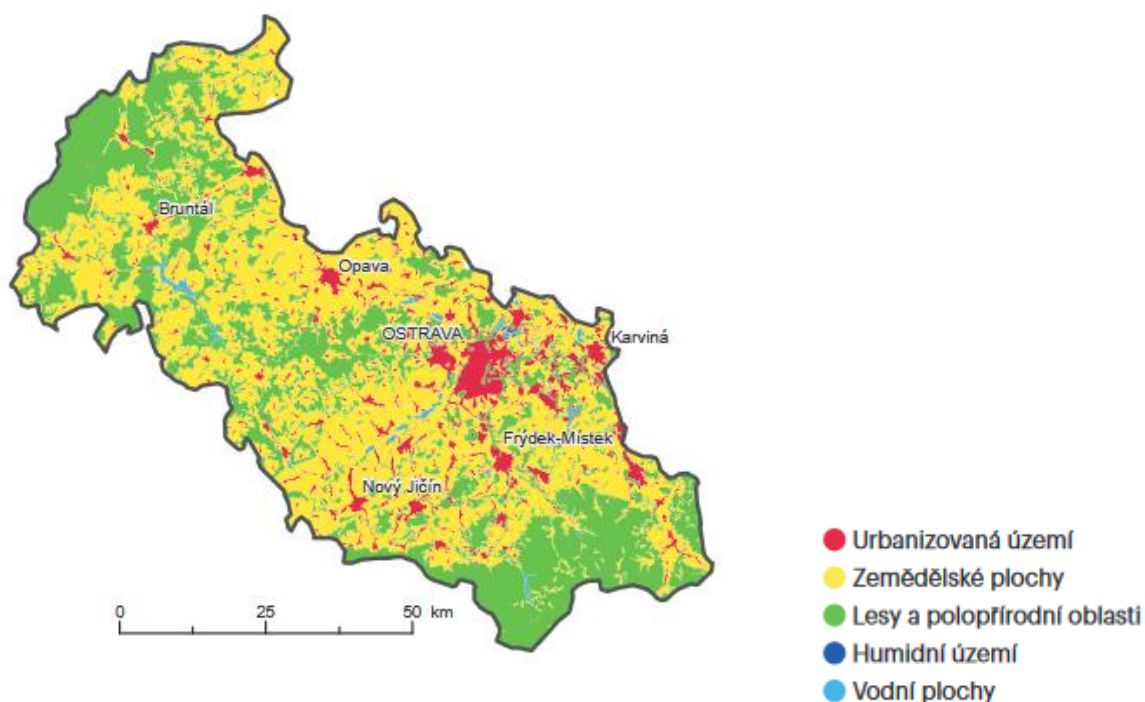 Bruntál
Opava
OSTRAVA
Karviná
Frýdek-Místek
Nový Jičín
0 25 50 km
Urbanizovaná území
Zemědělské plochy
Lesy a polopřírodní oblasti
Humidní území
Vodní plochy